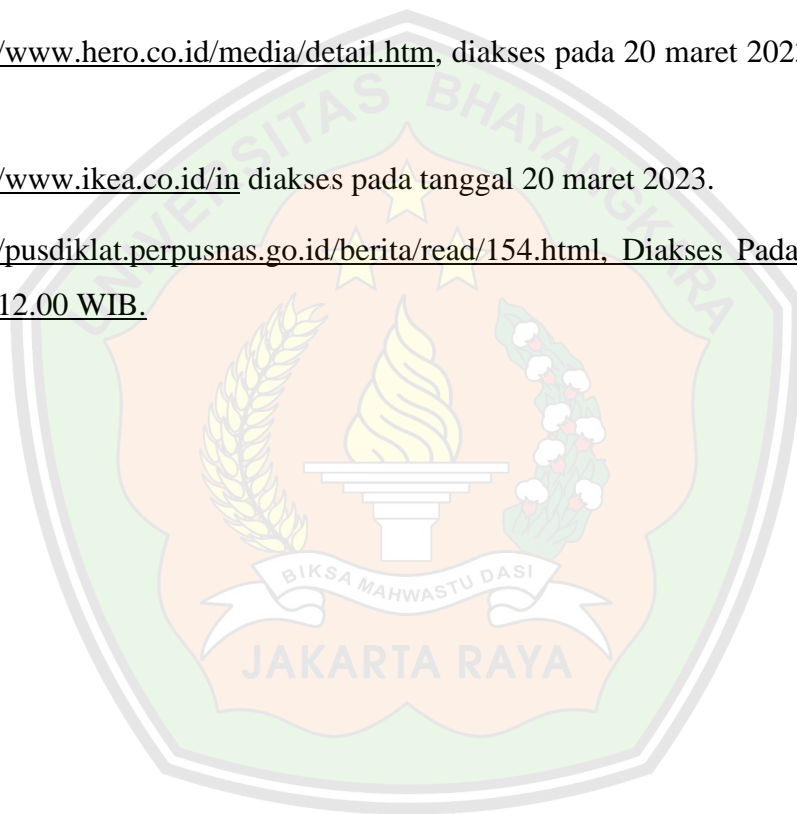 /www.hero.co.id/media/detail.htm, diakses pada 20 maret 202
/www.ikea.co.id/in diakses pada tanggal 20 maret 2023.
/pusdiklat.perpusnas.go.id/berita/read/154.html, Diakses Pada
12.00 WIB.
UNIVERSITAS BHAYANGKARA
BIKSA MAHWASTU DASI
JAKARTA RAYA